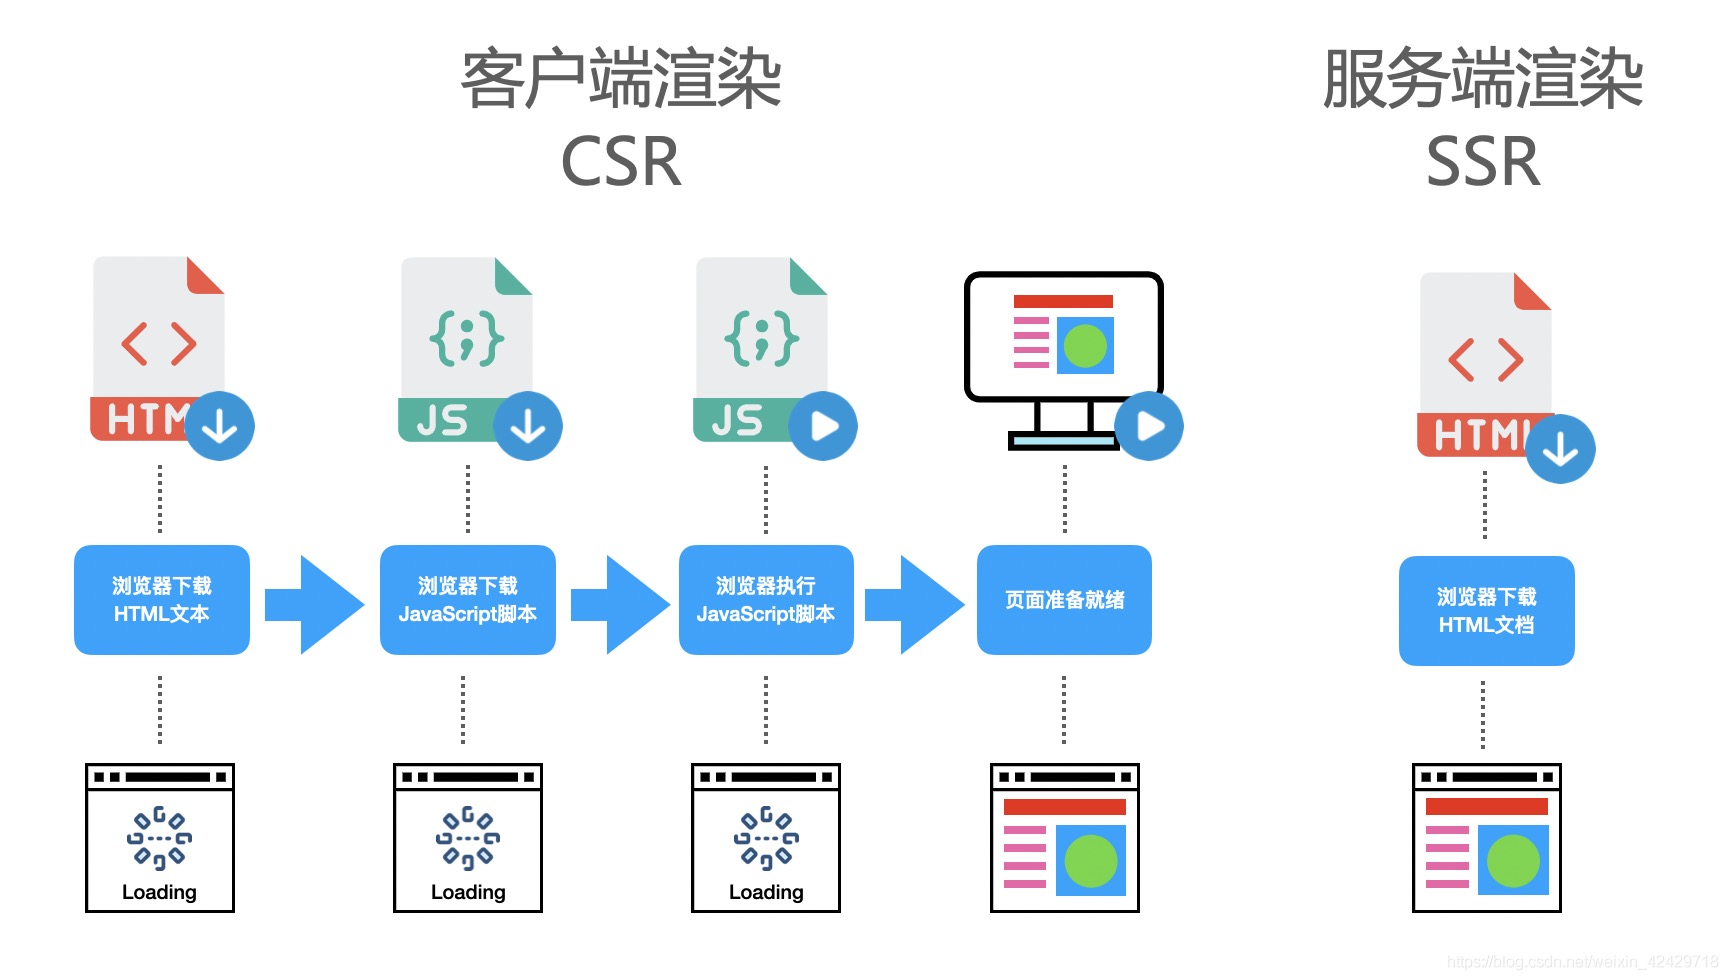 客户端渲染
CSR
服务端渲染
SSR
HTM
JS
JS
HTML
浏览器下载
HTML文本
浏览器下载
JavaScript脚本
浏览器执行
JavaScript脚本
页面准备就绪
浏览器下载
HTML文档
Loading
Loading
Loading
https://blog.csdn.net/weixin_42429718